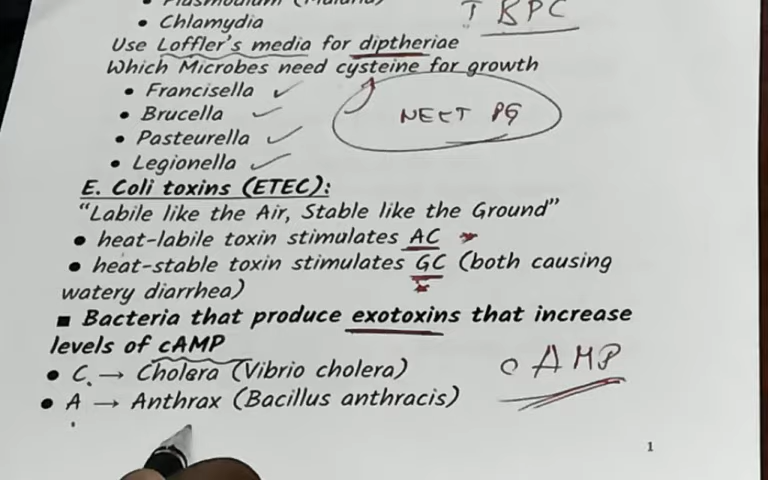 • Chlamydia
T BPC
Use Loffler's media for diptheriae
Which Microbes need cysteine for growth
• Francisella
• Brucella
NEET PG
• Pasteurella
• Legionella
E. Coli toxins (ETEC):
"Labile like the Air, Stable like the Ground"
• heat-labile toxin stimulates AC
• heat-stable toxin stimulates GC (both causing
watery diarrhea)
■ Bacteria that produce exotoxins that increase
levels of cAMP
• C → Cholera (Vibrio cholera)
cAMP
• A → Anthrax (Bacillus anthracis)
1